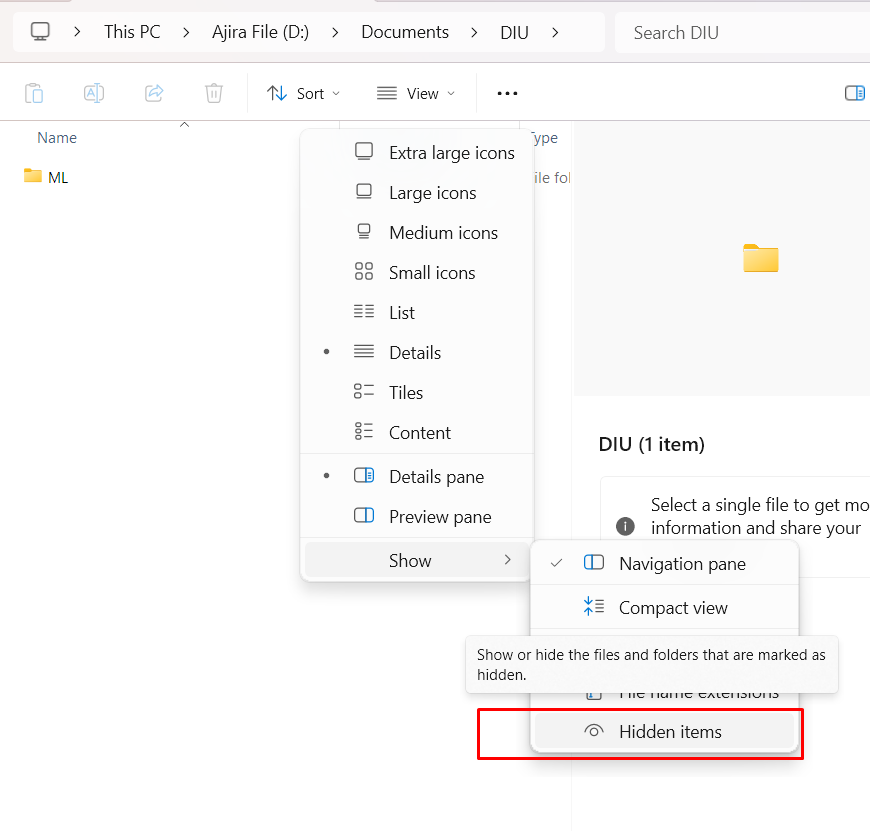 This PC
Ajira File (D:)
Documents
DIU
Search DIU
Sort
View
Name
Type
ML
File fol
Extra large icons
Large icons
Medium icons
Small icons
List
Details
Tiles
Content
Details pane
Preview pane
Show
DIU (1 item)
Select a single file to get mo
information and share your
Navigation pane
Compact view
Show or hide the files and folders that are marked as
hidden.
File name extensions
Hidden items